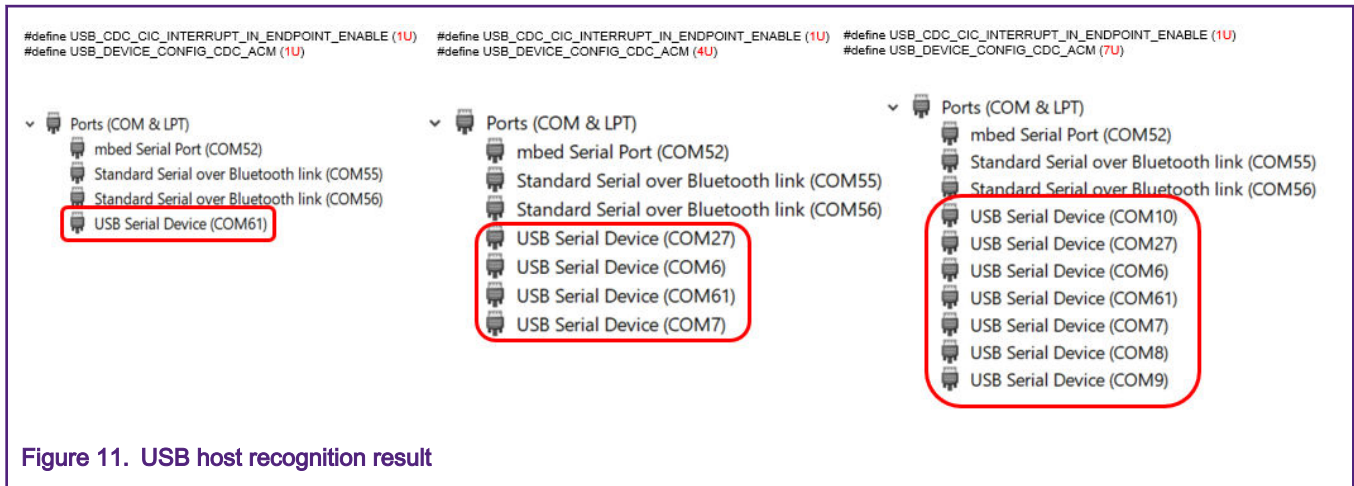 #define USB_CDC_CIC_INTERRUPT_IN_ENDPOINT_ENABLE (1U)
#define USB_DEVICE_CONFIG_CDC_ACM (1U)
Ports (COM & LPT)
mbed Serial Port (COM52)
Standard Serial over Bluetooth link (COM55)
Standard Serial over Bluetooth link (COM56)
USB Serial Device (COM61)
#define USB_CDC_CIC_INTERRUPT_IN_ENDPOINT_ENABLE (1U)
#define USB_DEVICE_CONFIG_CDC_ACM (4U)
Ports (COM & LPT)
mbed Serial Port (COM52)
Standard Serial over Bluetooth link (COM55)
Standard Serial over Bluetooth link (COM56)
USB Serial Device (COM27)
USB Serial Device (COM6)
USB Serial Device (COM61)
USB Serial Device (COM7)
#define USB_CDC_CIC_INTERRUPT_IN_ENDPOINT_ENABLE (1U)
#define USB_DEVICE_CONFIG_CDC_ACM (7U)
Ports (COM & LPT)
mbed Serial Port (COM52)
Standard Serial over Bluetooth link (COM55)
Standard Serial over Bluetooth link (COM56)
USB Serial Device (COM10)
USB Serial Device (COM27)
USB Serial Device (COM6)
USB Serial Device (COM61)
USB Serial Device (COM7)
USB Serial Device (COM8)
USB Serial Device (COM9)
Figure 11. USB host recognition result